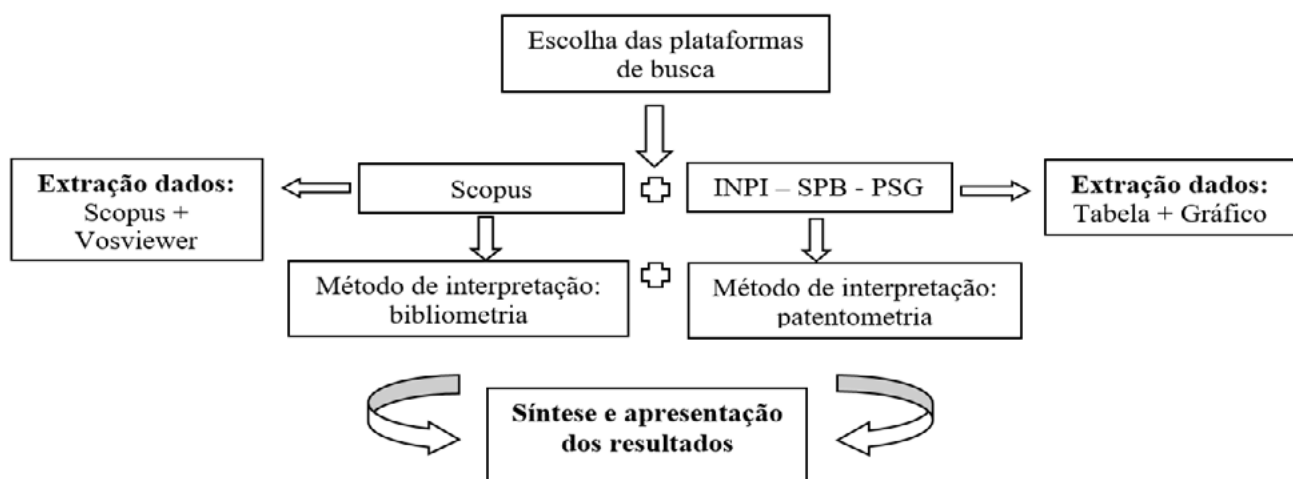 Escolha das plataformas
de busca
Extração dados:
Scopus +
Vosviewer
Scopus
INPI – SPB - PSG
Extração dados:
Tabela + Gráfico
Método de interpretação:
bibliometria
Método de interpretação:
patentometria
Síntese e apresentação
dos resultados